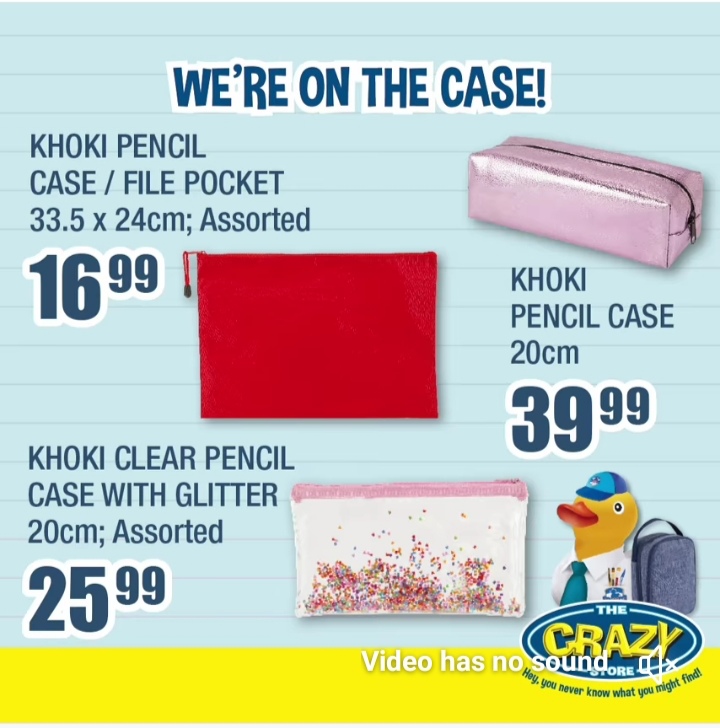 WE'RE ON THE CASE!
KHOKI PENCIL
CASE / FILE POCKET
33.5 x 24cm; Assorted
16 99
KHOKI
PENCIL CASE
20cm
39 99
KHOKI CLEAR PENCIL
CASE WITH GLITTER
20cm; Assorted
25 99
THE
CRAZY
STORE
Hey, you never know what you might find!
Video has no sound